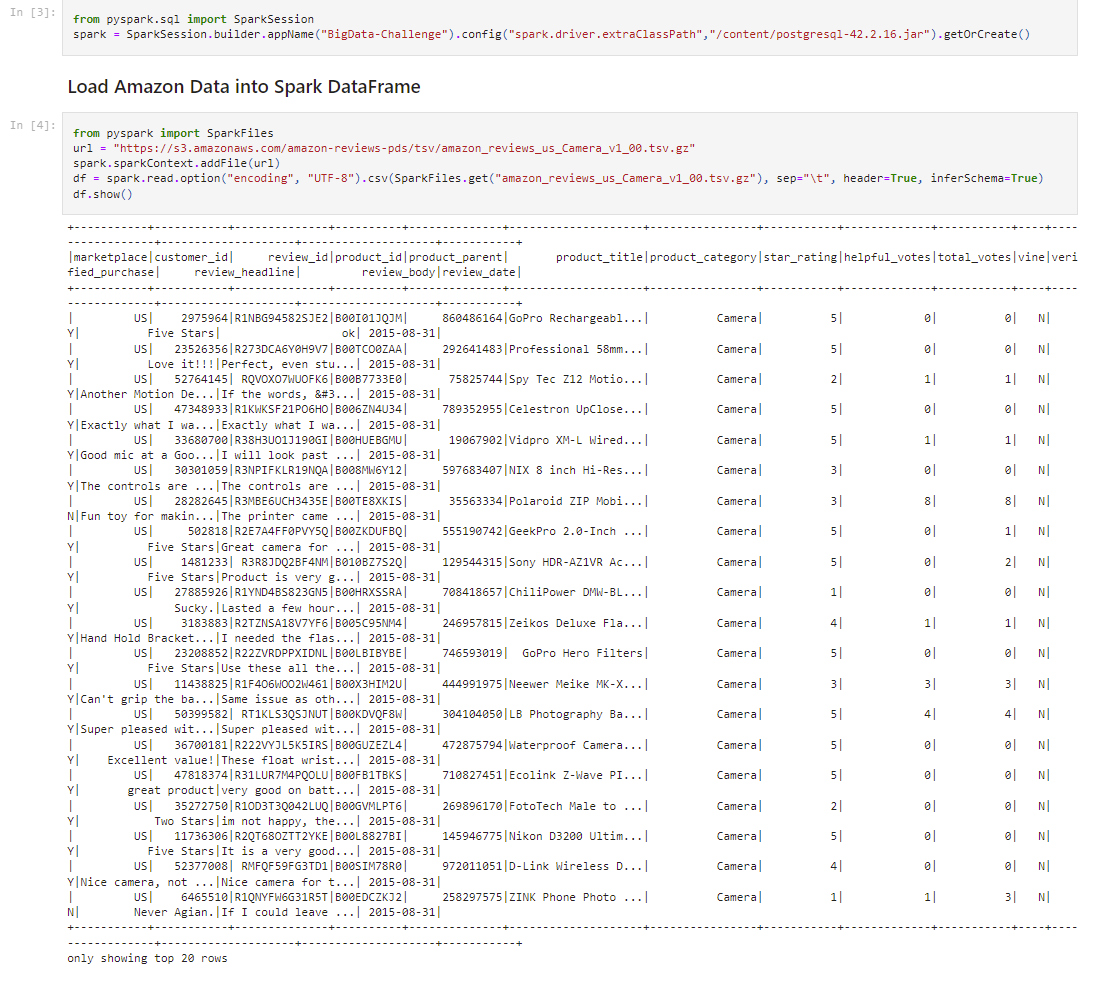 In [3]:
from pyspark.sql import SparkSession
spark = SparkSession.builder.appName("BigData-Challenge").config("spark.driver.extraClassPath","/content/postgresql-42.2.16.jar").getOrCreate()
Load Amazon Data into Spark DataFrame
In [4]:
from pyspark import SparkFiles
url = "https://s3.amazonaws.com/amazon-reviews-pds/tsv/amazon_reviews_us_Camera_v1_00.tsv.gz"
spark.sparkContext.addFile(url)
df = spark.read.option("encoding", "UTF-8").csv(SparkFiles.get("amazon_reviews_us_Camera_v1_00.tsv.gz"), sep="\t", header=True, inferSchema=True)
df.show()
+-----------+-----------+--------------+----------+--------------+--------------------+----------------+-----------+-------------+-----------+----+----
-------------+--------------------+--------------------+-----------+
|marketplace|customer_id|     review_id|product_id|product_parent|       product_title|product_category|star_rating|helpful_votes|total_votes|vine|veri
fied_purchase|     review_headline|         review_body|review_date|
+-----------+-----------+--------------+----------+--------------+--------------------+----------------+-----------+-------------+-----------+----+----
-------------+--------------------+--------------------+-----------+
|         US|    2975964|R1NBG94582SJE2|B00I01JQJM|     860486164|GoPro Rechargeabl...|          Camera|          5|            0|          0|   N|
Y|          Five Stars|                  ok| 2015-08-31|
|         US|   23526356|R273DCA6Y0H9V7|B00TCO0ZAA|     292641483|Professional 58mm...|          Camera|          5|            0|          0|   N|
Y|          Love it!!!|Perfect, even stu...| 2015-08-31|
|         US|   52764145| RQVOXO7WUOFK6|B00B7733E0|      75825744|Spy Tec Z12 Motio...|          Camera|          2|            1|          1|   N|
Y|Another Motion De...|If the words, &#3...| 2015-08-31|
|         US|   47348933|R1KWKSF21PO6HO|B006ZN4U34|     789352955|Celestron UpClose...|          Camera|          5|            0|          0|   N|
Y|Exactly what I wa...|Exactly what I wa...| 2015-08-31|
|         US|   33680700|R38H3UO1J190GI|B00HUEBGMU|      19067902|Vidpro XM-L Wired...|          Camera|          5|            1|          1|   N|
Y|Good mic at a Goo...|I will look past ...| 2015-08-31|
|         US|   30301059|R3NPIFKLR19NQA|B008MW6Y12|     597683407|NIX 8 inch Hi-Res...|          Camera|          3|            0|          0|   N|
Y|The controls are ...|The controls are ...| 2015-08-31|
|         US|   28282645|R3MBE6UCH3435E|B00TE8XKIS|      35563334|Polaroid ZIP Mobi...|          Camera|          3|            8|          8|   N|
N|Fun toy for makin...|The printer came ...| 2015-08-31|
|         US|     502818|R2E7A4FF0PVY5Q|B00ZKDUFBQ|     555190742|GeekPro 2.0-Inch ...|          Camera|          5|            0|          1|   N|
Y|          Five Stars|Great camera for ...| 2015-08-31|
|         US|    1481233| R3R8JDQ2BF4NM|B010BZ7S2Q|     129544315|Sony HDR-AZ1VR Ac...|          Camera|          5|            0|          2|   N|
Y|          Five Stars|Product is very g...| 2015-08-31|
|         US|   27885926|R1YND4BS823GN5|B00HRXSSRA|     708418657|ChiliPower DMW-BL...|          Camera|          1|            0|          0|   N|
Y|              Sucky.|Lasted a few hour...| 2015-08-31|
|         US|    3183883|R2TZNSA18V7YF6|B005C95NM4|     246957815|Zeikos Deluxe Fla...|          Camera|          4|            1|          1|   N|
Y|Hand Hold Bracket...|I needed the flas...| 2015-08-31|
|         US|   23208852|R22ZVRDPPXIDNL|B00LBIBYBE|     746593019|  GoPro Hero Filters|          Camera|          5|            0|          0|   N|
Y|          Five Stars|Use these all the...| 2015-08-31|
|         US|   11438825|R1F4O6WOO2W461|B00X3HIM2U|     444991975|Neewer Meike MK-X...|          Camera|          3|            3|          3|   N|
Y|Can't grip the ba...|Same issue as oth...| 2015-08-31|
|         US|   50399582| RT1KLS3QSJNUT|B00KDVQF8W|     304104050|LB Photography Ba...|          Camera|          5|            4|          4|   N|
Y|Super pleased wit...|Super pleased wit...| 2015-08-31|
|         US|   36700181|R222VYJL5K5IRS|B00GUZEZL4|     472875794|Waterproof Camera...|          Camera|          5|            0|          0|   N|
Y|    Excellent value!|These float wrist...| 2015-08-31|
|         US|   47818374|R31LUR7M4PQOLU|B00FB1TBKS|     710827451|Ecolink Z-Wave PI...|          Camera|          5|            0|          0|   N|
Y|       great product|very good on batt...| 2015-08-31|
|         US|   35272750|R1OD3T3Q042LUQ|B00GVMLPT6|     269896170|FotoTech Male to ...|          Camera|          2|            0|          0|   N|
Y|           Two Stars|im not happy, the...| 2015-08-31|
|         US|   11736306|R2QT68OZTT2YKE|B00L8827BI|     145946775|Nikon D3200 Ultim...|          Camera|          5|            0|          0|   N|
Y|          Five Stars|It is a very good...| 2015-08-31|
|         US|   52377008| RMFQF59FG3TD1|B00SIM78R0|     972011051|D-Link Wireless D...|          Camera|          4|            0|          0|   N|
Y|Nice camera, not ...|Nice camera for t...| 2015-08-31|
|         US|    6465510|R1QNYFW6G31R5T|B00EDCZKJ2|     258297575|ZINK Phone Photo ...|          Camera|          1|            1|          3|   N|
N|        Never Agian.|If I could leave ...| 2015-08-31|
+-----------+-----------+--------------+----------+--------------+--------------------+----------------+-----------+-------------+-----------+----+----
-------------+--------------------+--------------------+-----------+
only showing top 20 rows